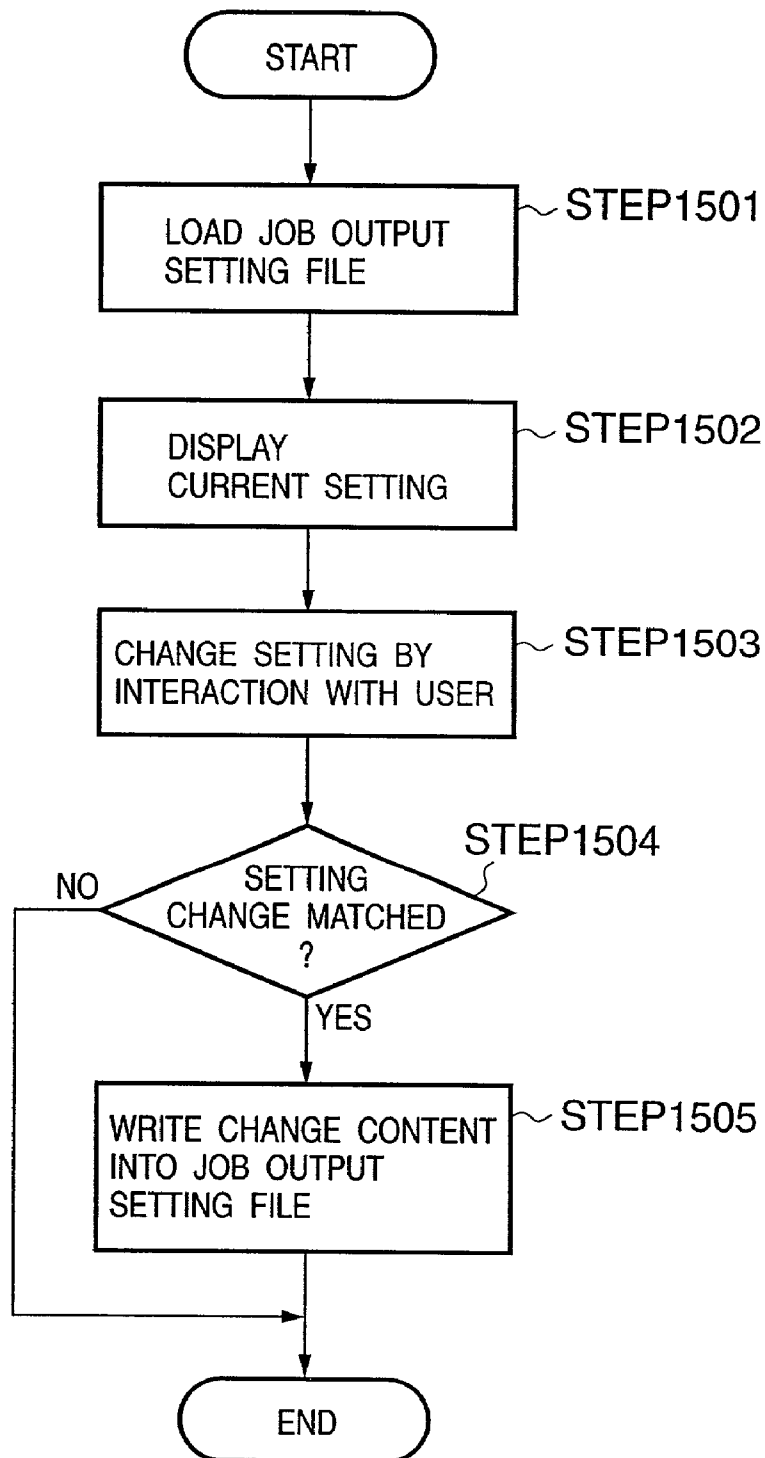 START
LOAD JOB OUTPUT
SETTING FILE
STEP1501
DISPLAY
CURRENT SETTING
STEP1502
CHANGE SETTING BY
INTERACTION WITH USER
STEP1503
SETTING
CHANGE MATCHED
?
STEP1504
NO
YES
WRITE CHANGE CONTENT
INTO JOB OUTPUT
SETTING FILE
STEP1505
END